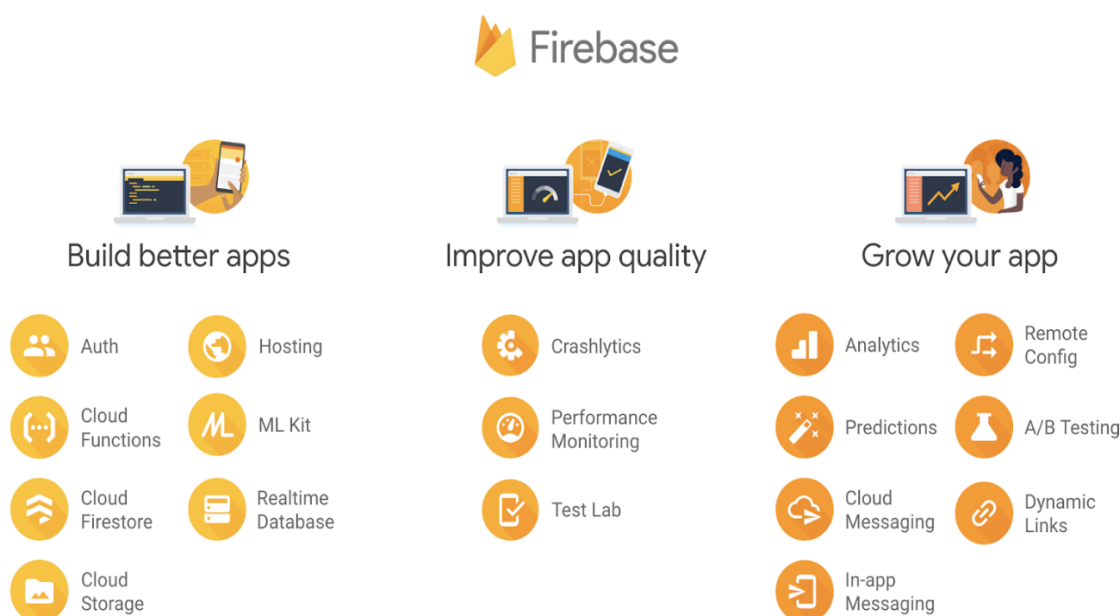 Firebase
Build better apps
Auth
Hosting
Cloud
Functions
ML Kit
Cloud
Firestore
Realtime
Database
Cloud
Storage
Improve app quality
Crashlytics
Performance
Monitoring
Test Lab
Grow your app
Analytics
Remote
Config
Predictions
A/B Testing
Cloud
Messaging
Dynamic
Links
In-app
Messaging